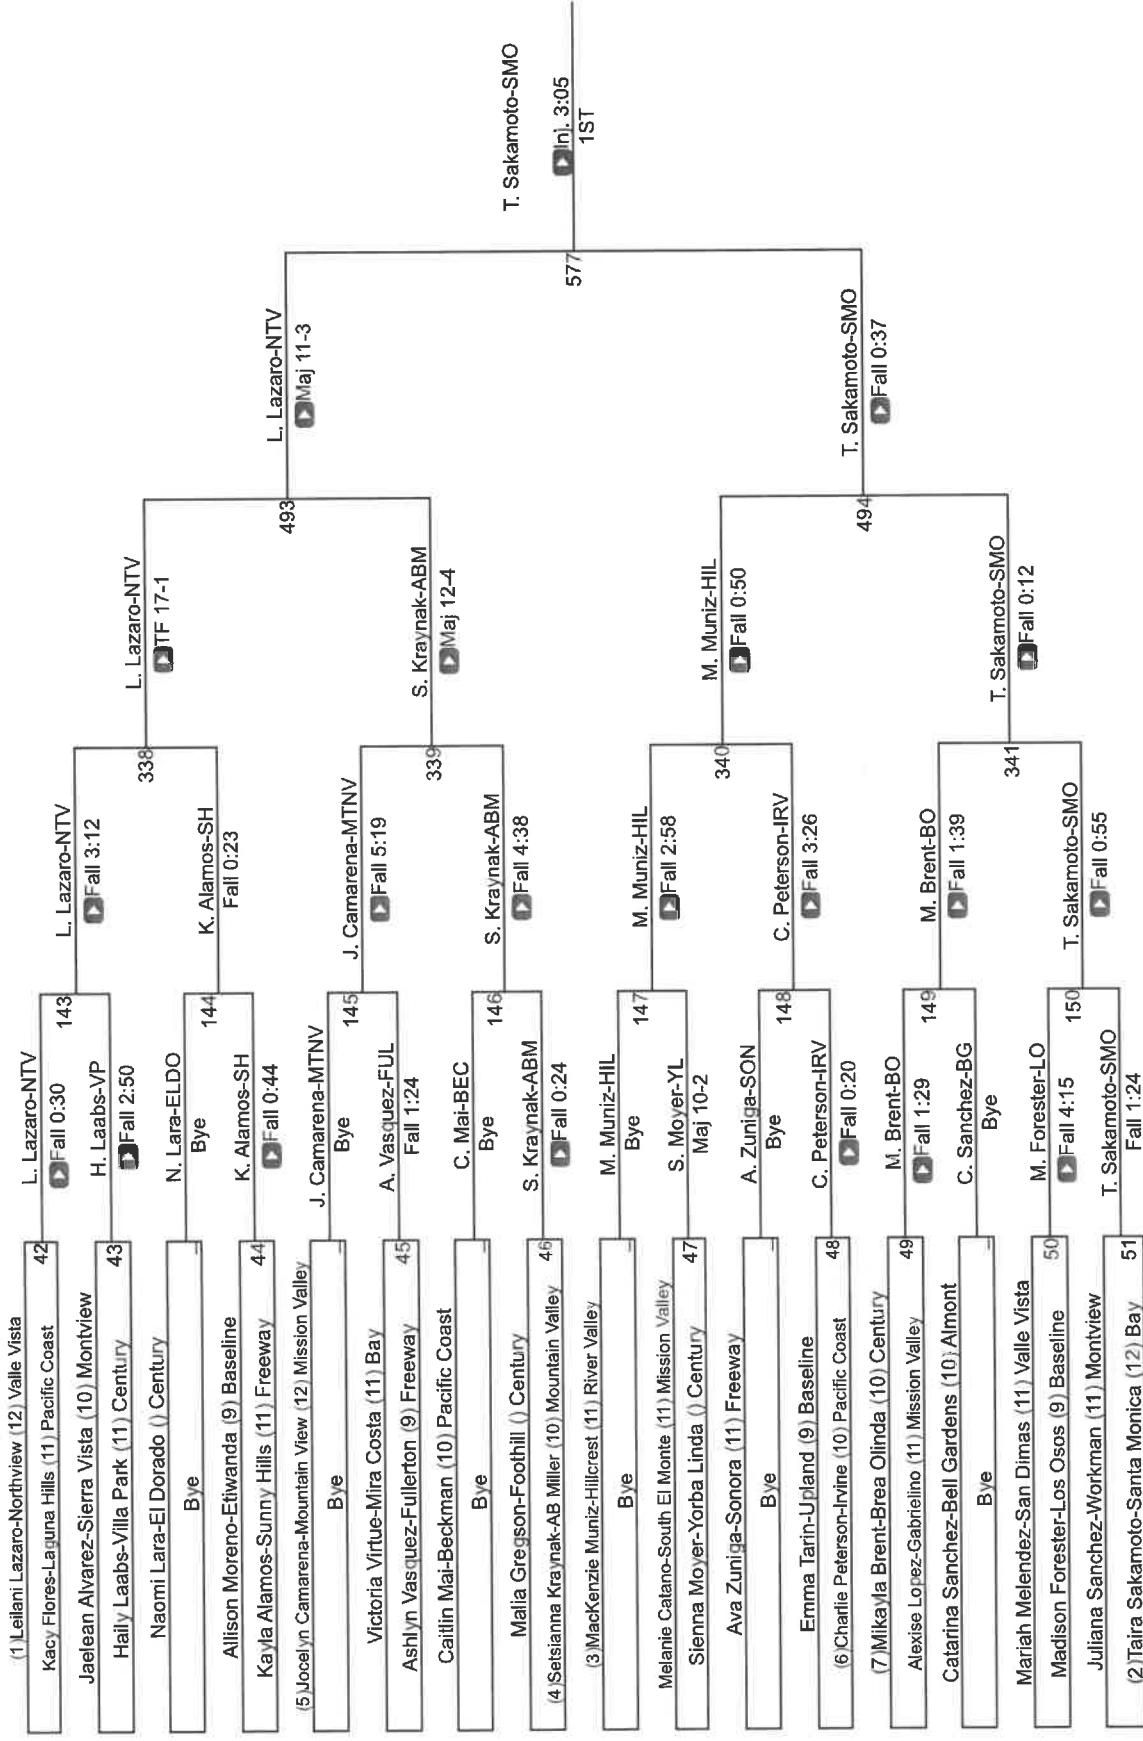 (1)Leilani Lazaro-Northview (12) Valle Vista
42
Kacy Flores-Laguna Hills (11) Pacific Coast
Jaelean Alvarez-Sierra Vista (10) Montview
43
Haily Laabs-Villa Park (11) Century
Naomi Lara-El Dorado () Century
Bye
Allison Moreno-Etiwanda (9) Baseline
44
Kayla Alamos-Sunny Hills (11) Freeway
(5)Jocelyn Camarena-Mountain View (12) Mission Valley
Bye
Victoria Virtue-Mira Costa (11) Bay
45
Ashlyn Vasquez-Fullerton (9) Freeway
Caitlin Mai-Beckman (10) Pacific Coast
Bye
Malia Gregson-Foothill () Century
46
(4)Setsianna Kraynak-AB Miller (10) Mountain Valley
(3)MacKenzie Muniz-Hillcrest (11) River Valley
Bye
Melanie Catano-South El Monte (11) Mission Valley
47
Sienna Moyer-Yorba Linda () Century
Ava Zuniga-Sonora (11) Freeway
Bye
Emma Tarin-Upland (9) Baseline
48
(6)Charlie Peterson-Irvine (10) Pacific Coast
(7)Mikayla Brent-Brea Olinda (10) Century
49
Alexise Lopez-Gabrielino (11) Mission Valley
Catarina Sanchez-Bell Gardens (10) Almont
Bye
Mariah Melendez-San Dimas (11) Valle Vista
50
Madison Forester-Los Osos (9) Baseline
Juliana Sanchez-Workman (11) Montview
51
(2)Taira Sakamoto-Santa Monica (12) Bay
L. Lazaro-NTV
Fall 0:30
143
H. Laabs-VP
Fall 2:50
N. Lara-ELDO
Bye
144
K. Alamos-SH
Fall 0:44
J. Camarena-MTNV
Bye
145
A. Vasquez-FUL
Fall 1:24
C. Mai-BEC
Bye
146
S. Kraynak-ABM
Fall 0:24
M. Muniz-HIL
Bye
147
S. Moyer-YL
Maj 10-2
A. Zuniga-SON
Bye
148
C. Peterson-IRV
Fall 0:20
M. Brent-BO
Fall 1:29
149
C. Sanchez-BG
Bye
M. Forester-LO
Fall 4:15
150
T. Sakamoto-SMO
Fall 1:24
L. Lazaro-NTV
Fall 3:12
338
K. Alamos-SH
Fall 0:23
J. Camarena-MTNV
Fall 5:19
339
S. Kraynak-ABM
Fall 4:38
M. Muniz-HIL
Fall 2:58
340
C. Peterson-IRV
Fall 3:26
M. Brent-BO
Fall 1:39
341
T. Sakamoto-SMO
Fall 0:55
L. Lazaro-NTV
TF 17-1
493
S. Kraynak-ABM
Maj 12-4
M. Muniz-HIL
Fall 0:50
494
T. Sakamoto-SMO
Fall 0:12
L. Lazaro-NTV
Maj 11-3
577
T. Sakamoto-SMO
Fall 0:37
T. Sakamoto-SMO
Inj. 3:05
1ST